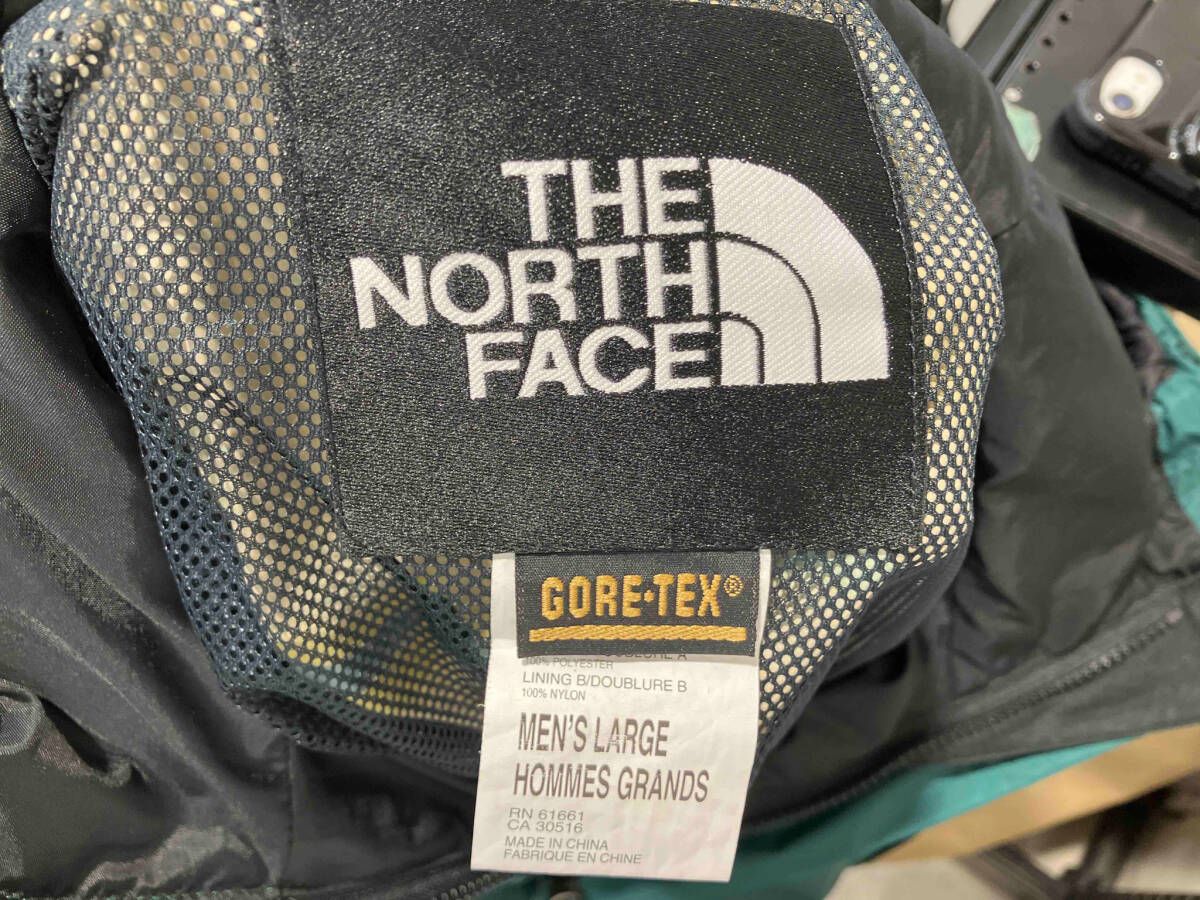 THE
NORTH
FACE
GORE-TEX®
100% POLYESTER
LINING B/DOUBLURE B
100% NYLON
MEN'S LARGE
HOMMES GRANDS
RN 61661
CA 30516
MADE IN CHINA
FABRIQUE EN CHINE